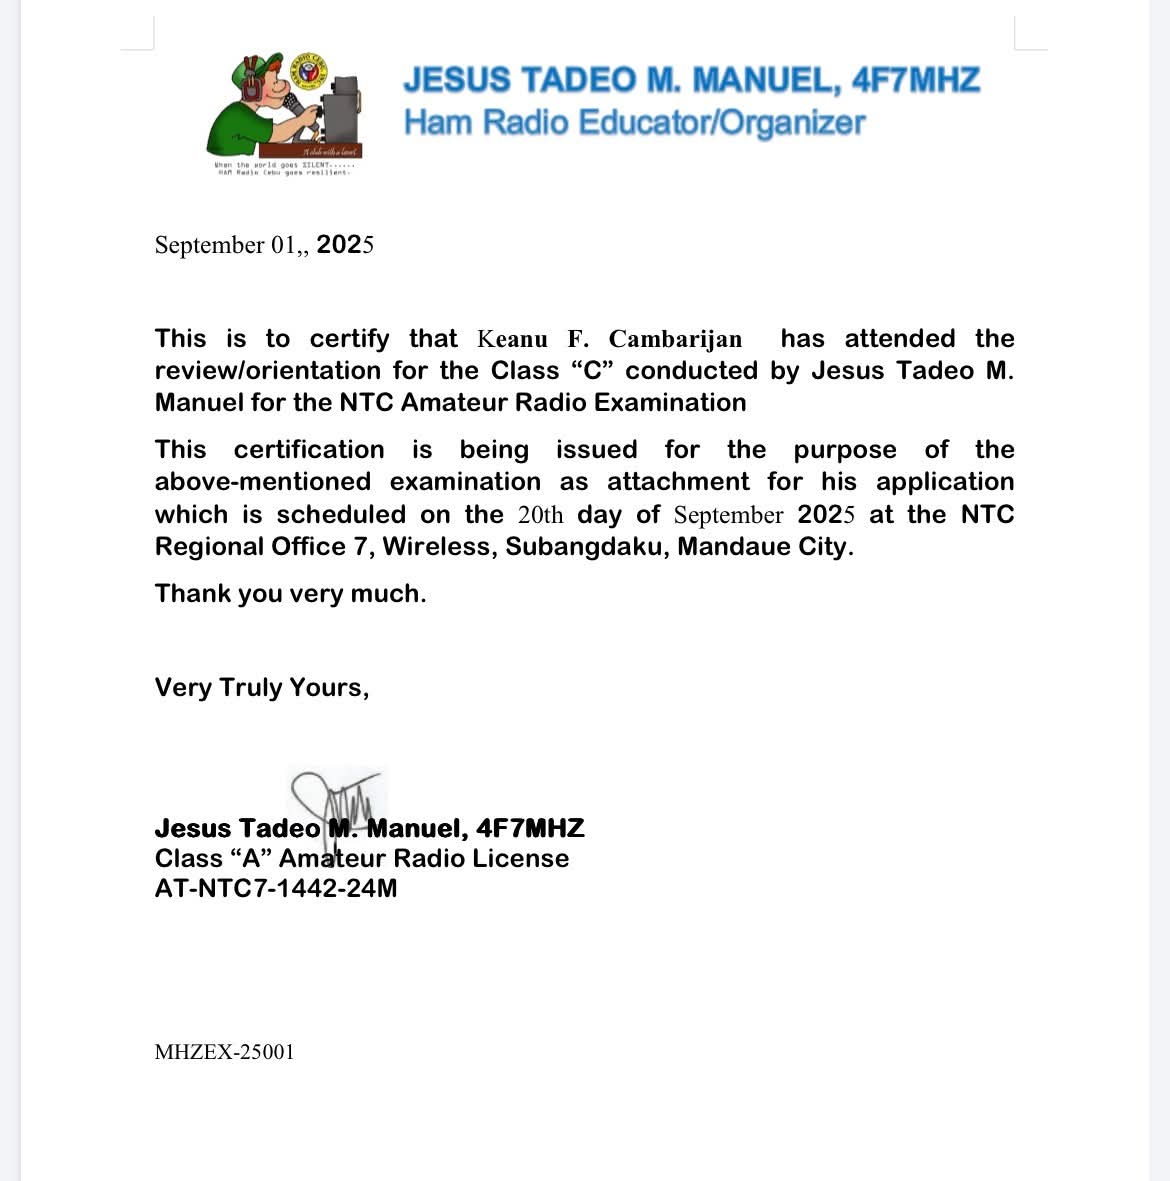 JESUS TADEO M. MANUEL, 4F7MHZ
Ham Radio Educator/Organizer
A club with a heart
When the world goes SILENT......
HAM Radio Cebu goes resilient.
September 01,, 2025
This is to certify that Keanu F. Cambarijan has attended the
review/orientation for the Class “C” conducted by Jesus Tadeo M.
Manuel for the NTC Amateur Radio Examination
This certification is being issued for the purpose of the
above-mentioned examination as attachment for his application
which is scheduled on the 20th day of September 2025 at the NTC
Regional Office 7, Wireless, Subangdaku, Mandaue City.
Thank you very much.
Very Truly Yours,
Jesus Tadeo M. Manuel, 4F7MHZ
Class “A” Amateur Radio License
AT-NTC7-1442-24M
MHZEX-25001